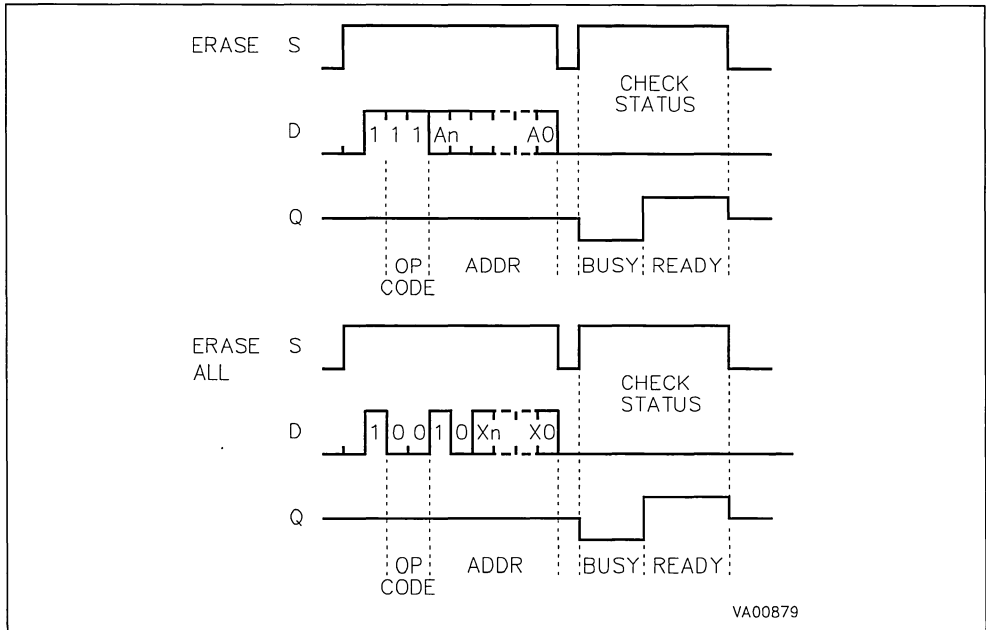 ERASE S
CHECK
STATUS
D 1 1 1 An A0
Q
OP
CODE
ADDR
BUSY READY
ERASE
ALL
S
CHECK
STATUS
D 1 0 0 1 0 Xn X0
Q
OP
CODE
ADDR
BUSY READY
VA00879